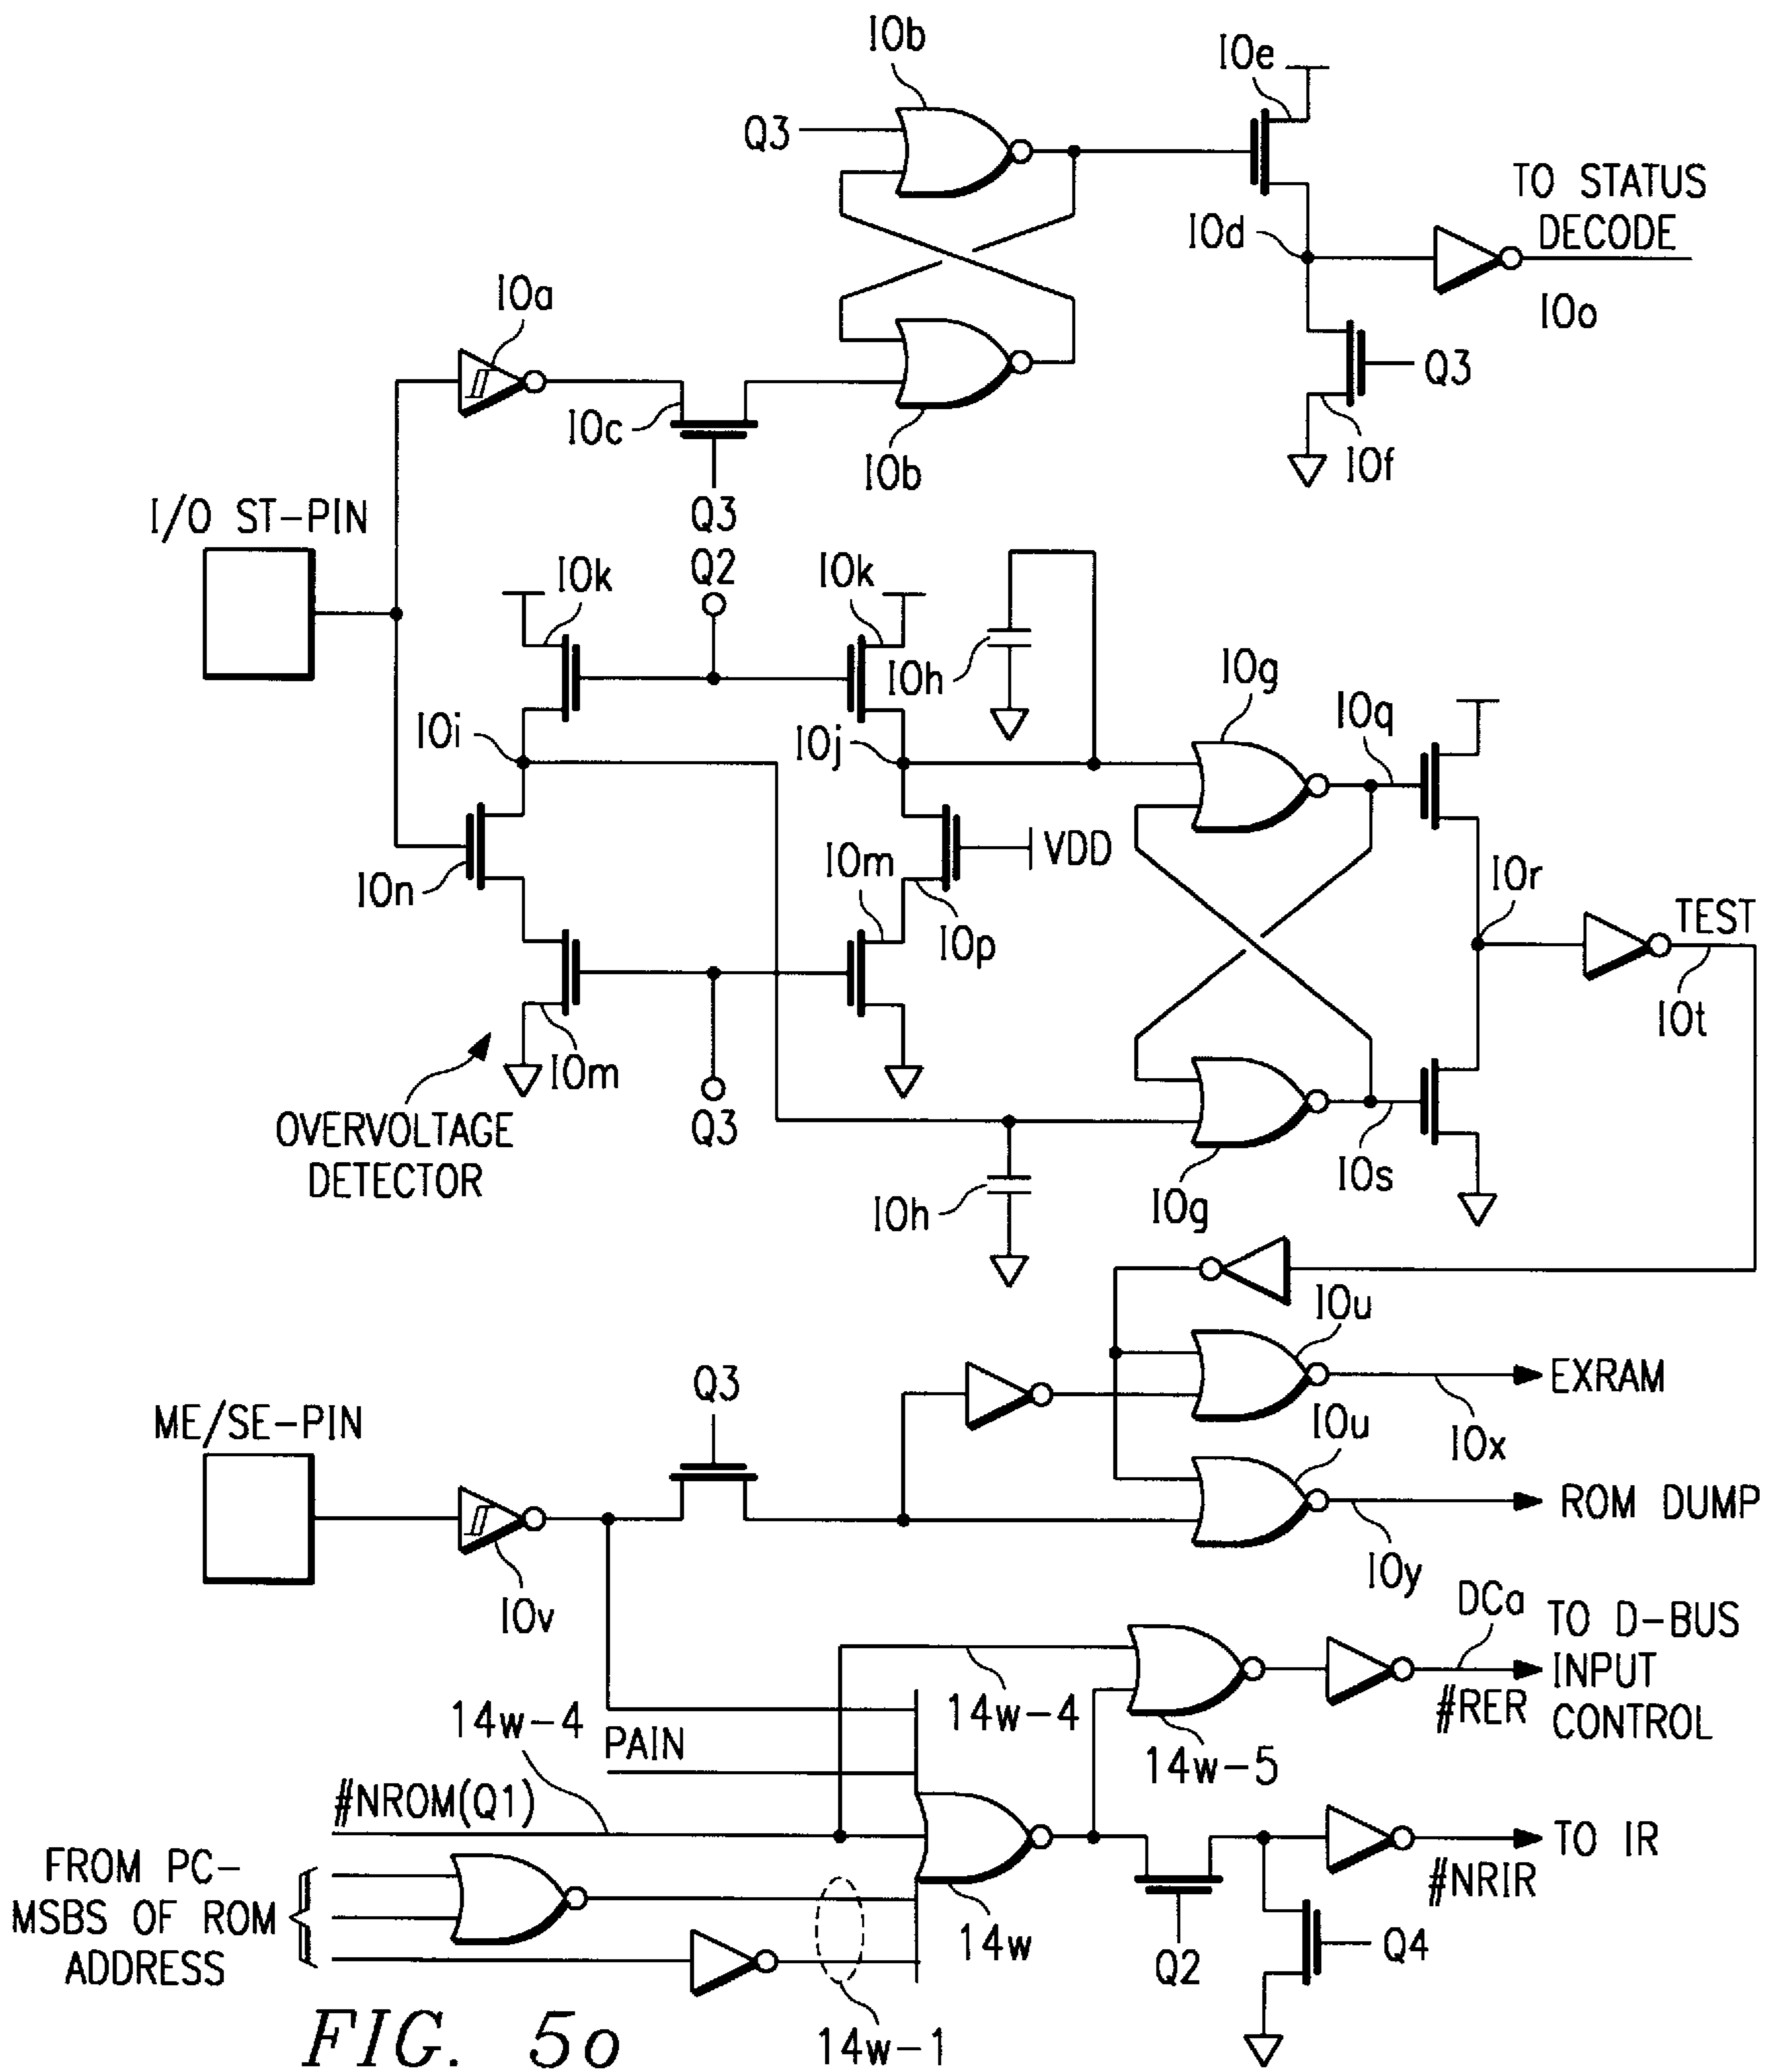 10b
10e
Q3
TO STATUS
DECODE
10d
10a
10o
10c
Q3
10b
10f
Q3
I/O ST-PIN
Q2
10k
10k
10h
10g
10q
10i
10j
VDD
10m
10r
TEST
10n
10p
10t
10m
Q3
OVERVOLTAGE
DETECTOR
10h
10g
10s
10u
Q3
EXRAM
ME/SE-PIN
10u
10x
ROM DUMP
10y
10v
DCa
TO D-BUS
INPUT
CONTROL
#RER
14w-4
14w-4
PAIN
14w-5
#NROM(Q1)
TO IR
#NRIR
FROM PC-
MSBS OF ROM
ADDRESS
14w
Q2
Q4
14w-1
FIG. 5o